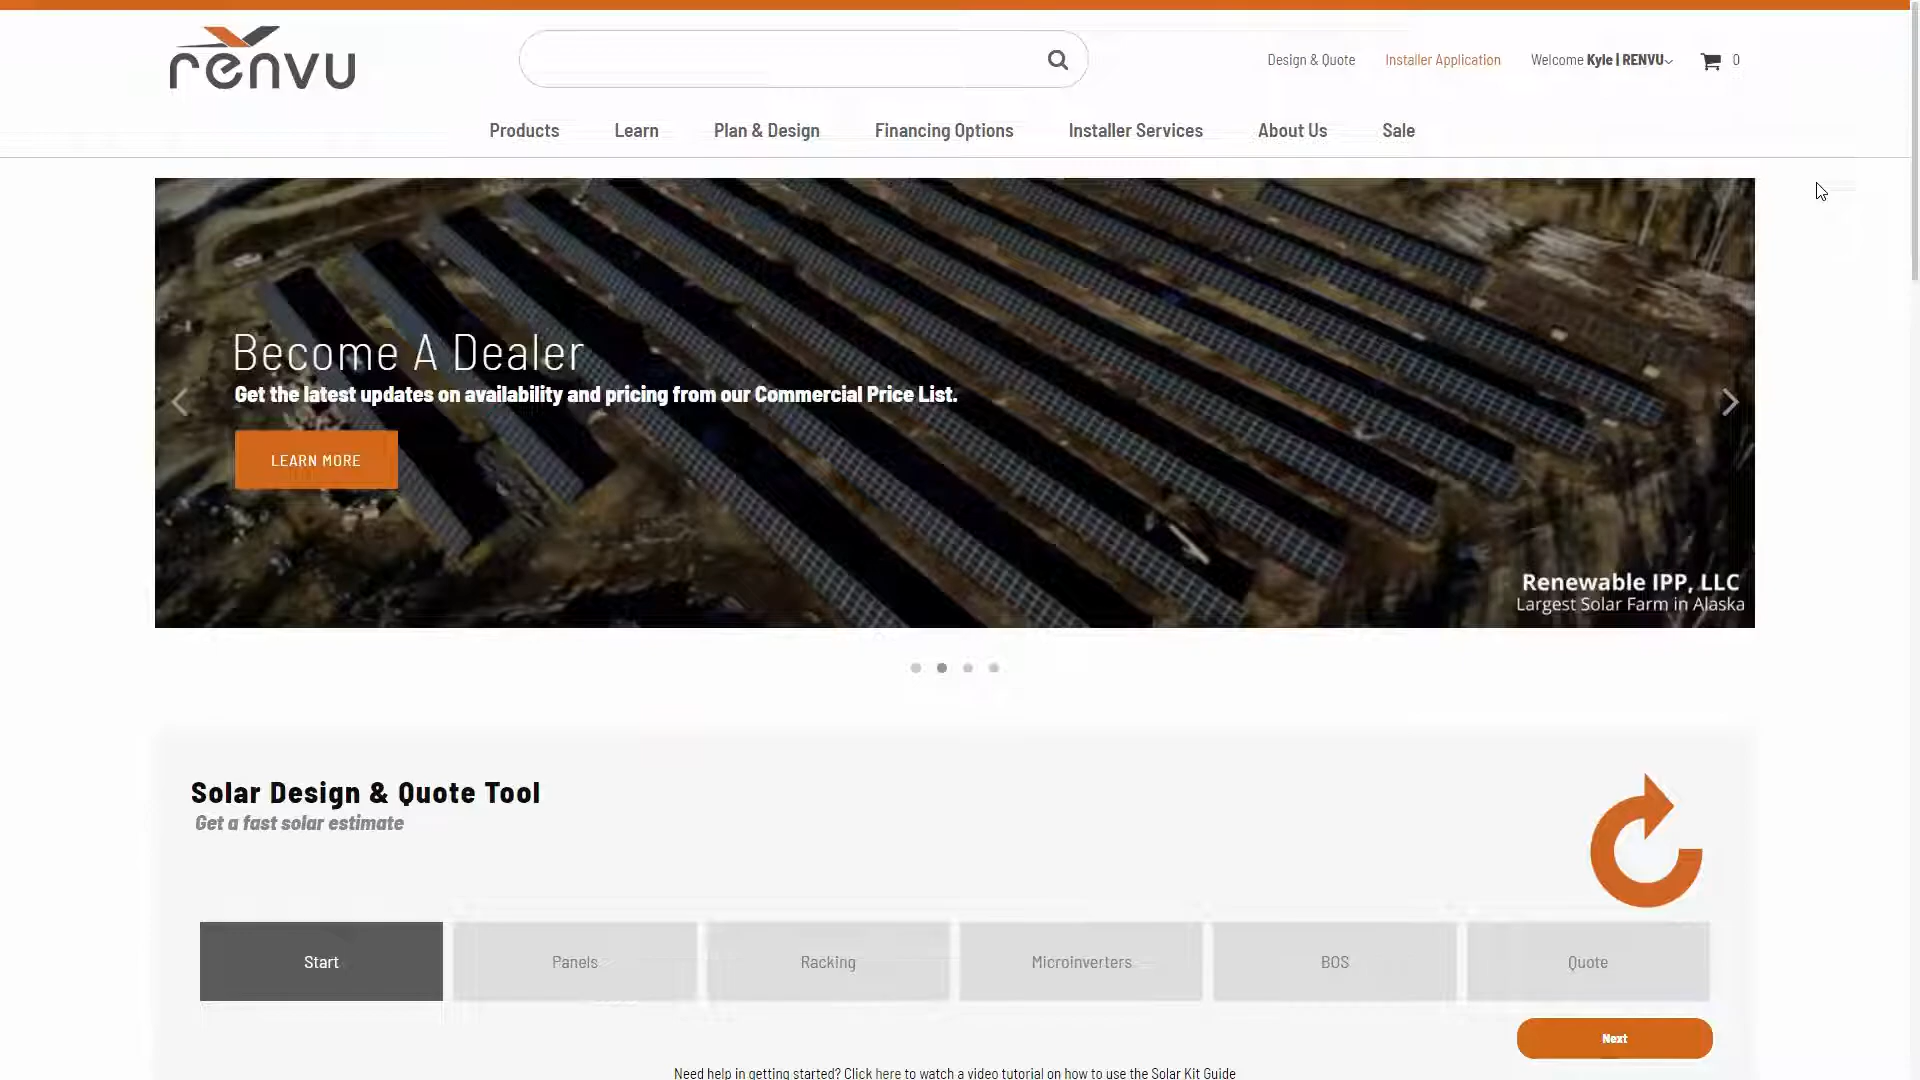 renvu
Design & Quote
Installer Application
Welcome Kyle | RENVU
0
Products
Learn
Plan & Design
Financing Options
Installer Services
About Us
Sale
Become A Dealer
Get the latest updates on availability and pricing from our Commercial Price List.
LEARN MORE
Renewable IPP, LLC
Largest Solar Farm in Alaska
Solar Design & Quote Tool
Get a fast solar estimate
Start
Panels
Racking
Microinverters
BOS
Quote
Next
Need help in getting started? Click here to watch a video tutorial on how to use the Solar Kit Guide